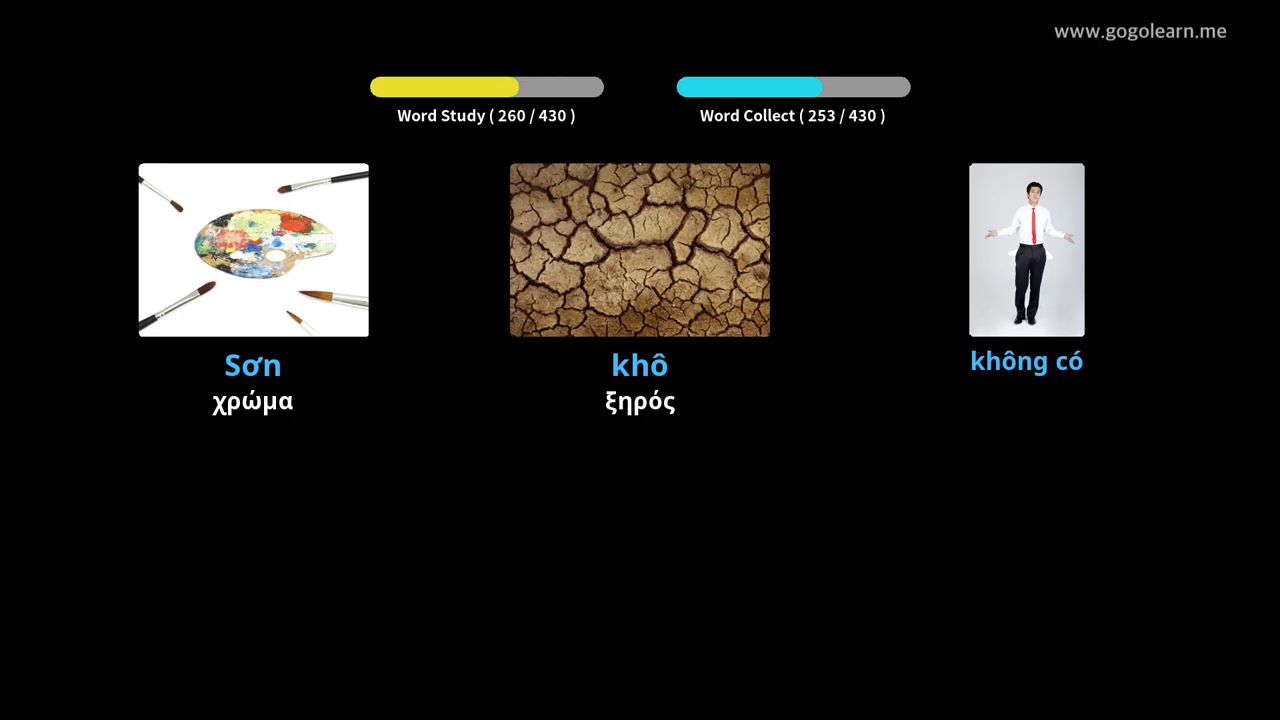 www.gogolearn.me
Word Study ( 260 / 430 )
Word Collect ( 253 / 430 )
Sơn
χρώμα
khô
ξηρός
không có